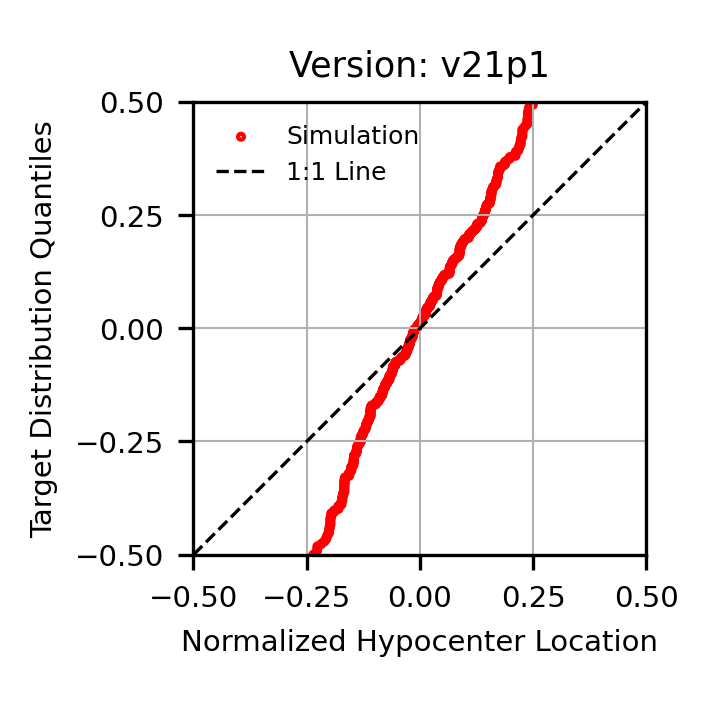 Version: v21p1
Simulation
1:1 Line
0.50
0.25
0.00
−0.25
−0.50
Target Distribution Quantiles
−0.50 −0.25 0.00 0.25 0.50
Normalized Hypocenter Location